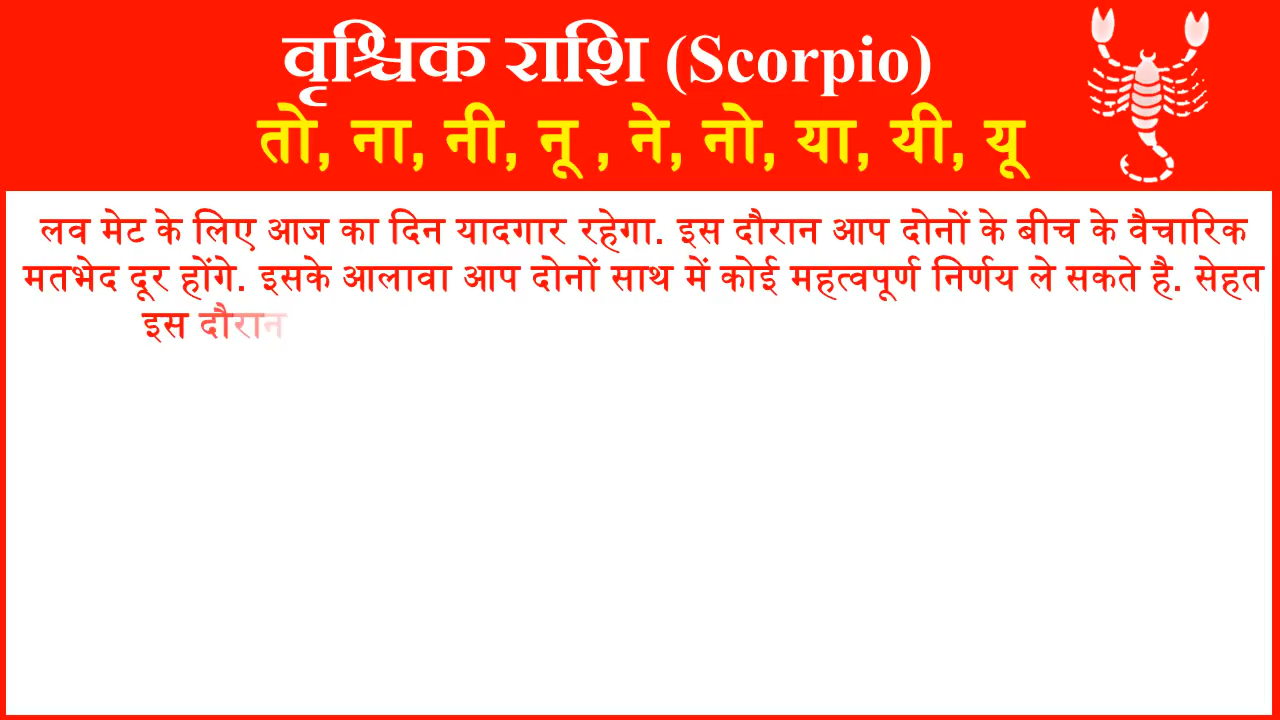 वृश्चिक राशि (Scorpio)
तो, ना, नी, नू , ने, नो, या, यी, यू
लव मेट के लिए आज का दिन यादगार रहेगा. इस दौरान आप दोनों के बीच के वैचारिक
मतभेद दूर होंगे. इसके आलावा आप दोनों साथ में कोई महत्वपूर्ण निर्णय ले सकते है. सेहत
इस दौरान